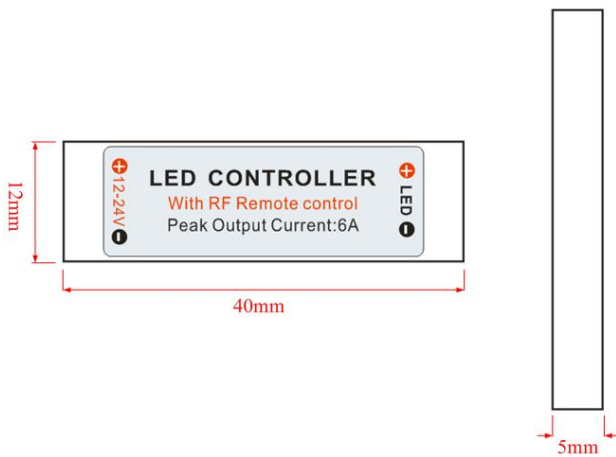 LED CONTROLLER
With RF Remote control
Peak Output Current:6A
12-24V
LED
12mm
40mm
5mm